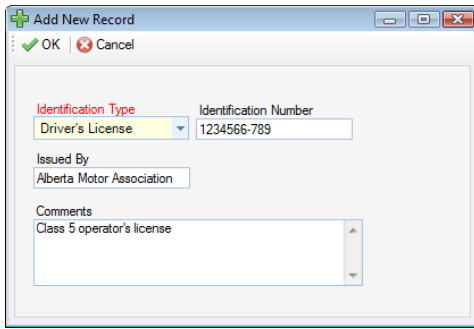 Add New Record
OK Cancel
Identification Type Identification Number
Driver's License 1234566-789
Issued By
Alberta Motor Association
Comments
Class 5 operator's license